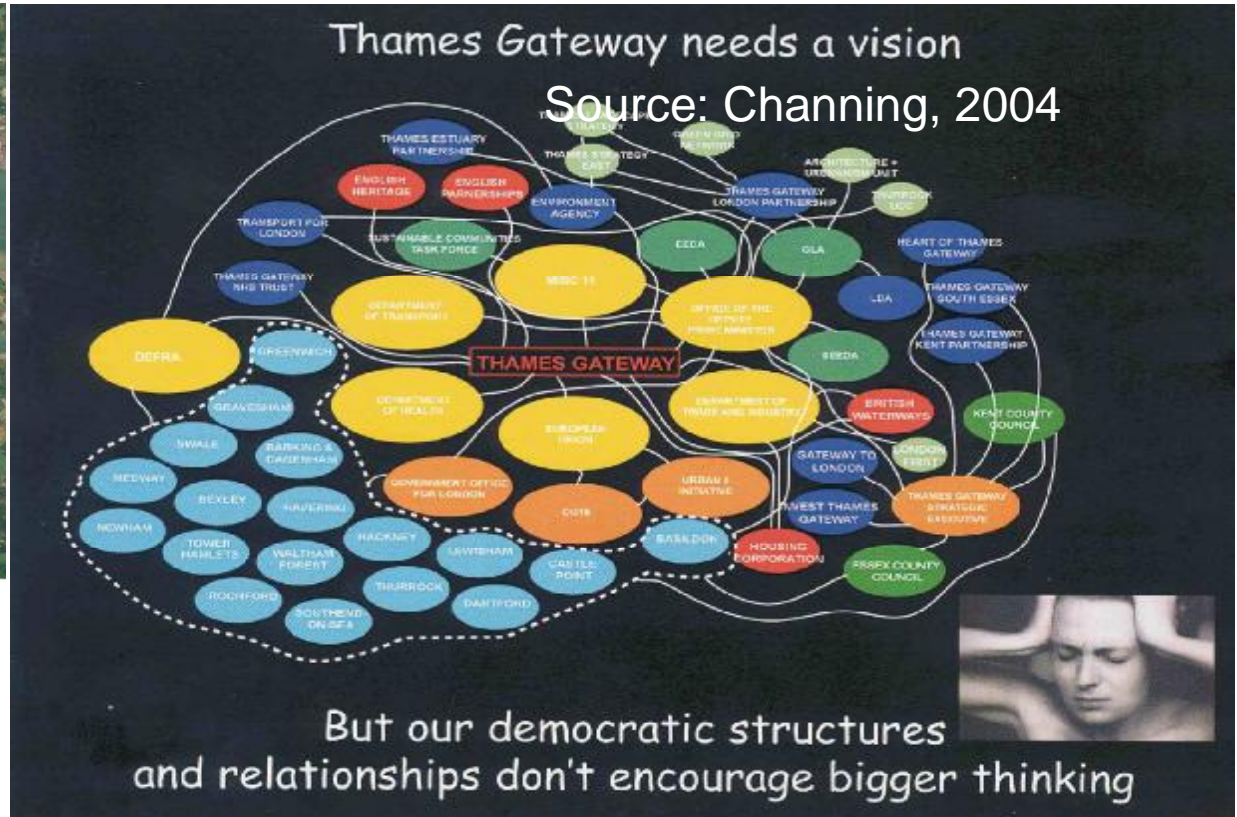 Thames Gateway needs a vision
Source: Channing, 2004
STRATEGY
GREEN GRID
NETWORK
THAMES ESTUARY
PARTNERSHIP
THAMES STRATEGY
EAST
ARCHITECTURE +
URBANISM UNIT
ENGLISH
HERITAGE
ENGLISH
PARNERSHIPS
ENVIRONMENT
AGENCY
THAMES GATEWAY
LONDON PARTNERSHIP
THURROCK
UDC
TRANSPORT FOR
LONDON
SUSTAINABLE COMMUNITIES
TASK FORCE
EEDA
GLA
HEART OF THAMES
GATEWAY
THAMES GATEWAY
NHS TRUST
MISC 14
LDA
THAMES GATEWAY
SOUTH ESSEX
DEPARTMENT
OF TRANSPORT
OFFICE OF THE
DEPUTY
PRIME MINISTER
THAMES GATEWAY
KENT PARTNERSHIP
DEFRA
GREENWICH
THAMES GATEWAY
SEEDA
GRAVESHAM
DEPARTMENT
OF HEALTH
EUROPEAN
UNION
DEPARTMENT OF
TRADE AND INDUSTRY
BRITISH
WATERWAYS
KENT COUNTY
COUNCIL
SWALE
BARKING &
DAGENHAM
LONDON
FIRST
MEDWAY
GATEWAY TO
LONDON
BEXLEY
HAVERING
GOVERNMENT OFFICE
FOR LONDON
URBAN II
INITIATIVE
THAMES GATEWAY
STRATEGIC
EXECUTIVE
NEWHAM
INVEST THAMES
GATEWAY
TOWER
HAMLETS
WALTHAM
FOREST
HACKNEY
LEWISHAM
BASILDON
HOUSING
CORPORATION
CASTLE
POINT
ESSEX COUNTY
COUNCIL
ROCHFORD
THURROCK
DARTFORD
SOUTHEND
ON-SEA
But our democratic structures
and relationships don't encourage bigger thinking